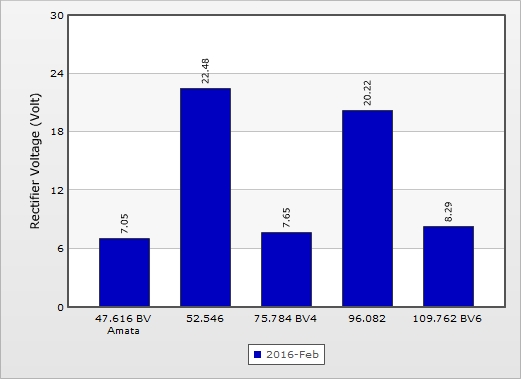 30
24
18
12
6
0
Rectifier Voltage (Volt)
7.05
22.48
7.65
20.22
8.29
47.616 BV
Amata
52.546
75.784 BV4
96.082
109.762 BV6
2016-Feb